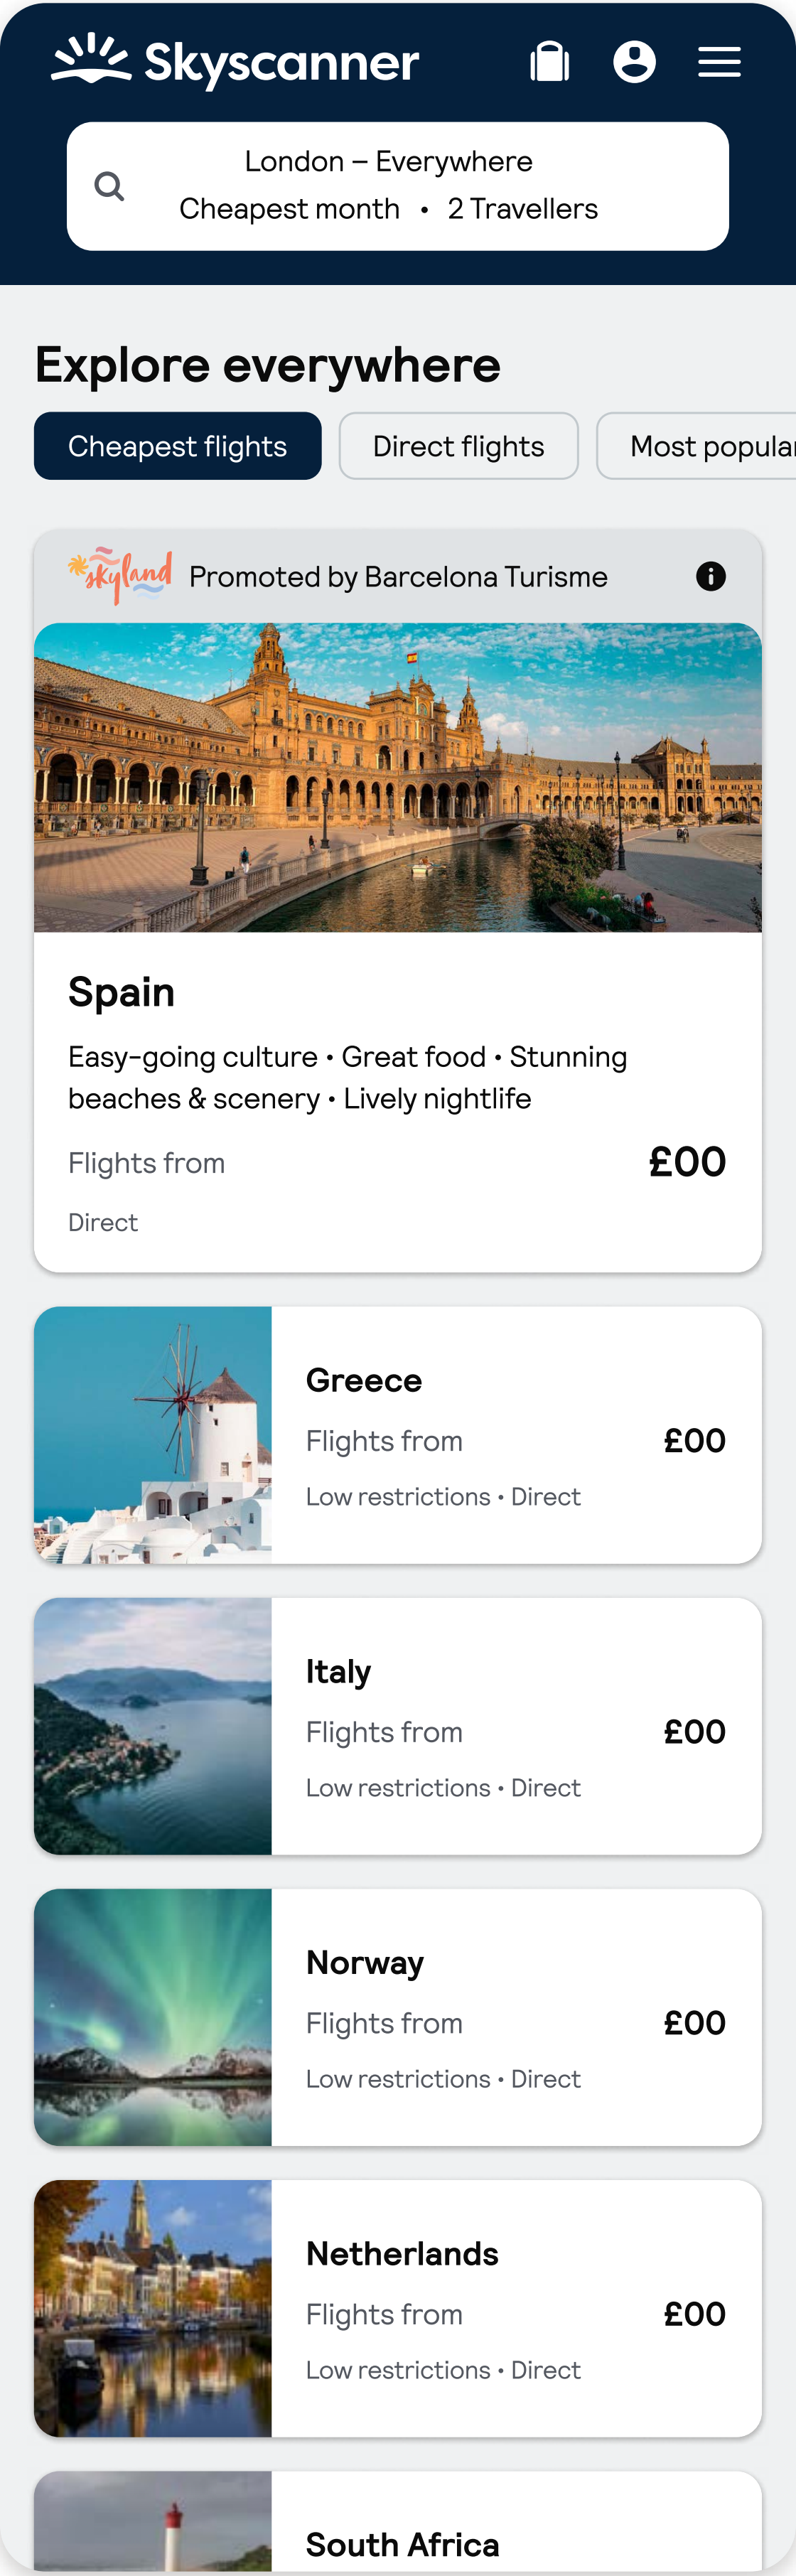 Skyscanner
London – Everywhere
Cheapest month • 2 Travellers
Explore everywhere
Cheapest flights
Direct flights
Most popular
skyland
Promoted by Barcelona Turisme
Spain
Easy-going culture • Great food • Stunning
beaches & scenery • Lively nightlife
Flights from
£00
Direct
Greece
Flights from
£00
Low restrictions • Direct
Italy
Flights from
£00
Low restrictions • Direct
Norway
Flights from
£00
Low restrictions • Direct
Netherlands
Flights from
£00
Low restrictions • Direct
South Africa